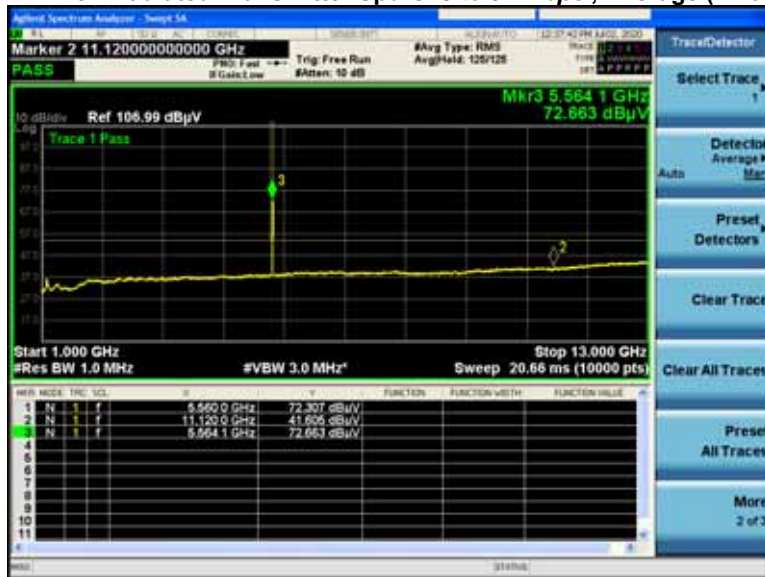 Agilent Spectrum Analyzer - Swept SA
Marker 2 11.120000000000 GHz
PASS
PNO: Fast
IFGain:Low
Trig: Free Run
#Atten: 10 dB
#Avg Type: RMS
Avg|Hold: 125/125
Trace/Detector
Select Trace
1
Detector
Average
Auto Man
Preset
Detectors
Clear Trace
Clear All Traces
Preset
All Traces
More
2 of 3
Mkr3 5.564 1 GHz
72.663 dBµV
10 dB/div
Ref 106.99 dBµV
Log
Trace 1 Pass
3
2
Start 1.000 GHz
Stop 13.000 GHz
#Res BW 1.0 MHz
#VBW 3.0 MHz*
Sweep 20.66 ms (10000 pts)
MKR MODE TRC SCL X Y FUNCTION FUNCTION WIDTH FUNCTION VALUE
1 N 1 f 5.560 0 GHz 72.307 dBµV
2 N 1 f 11.120 0 GHz 41.605 dBµV
3 N 1 f 5.564 1 GHz 72.663 dBµV
4
5
6
7
8
9
10
11
MSG
STATUS